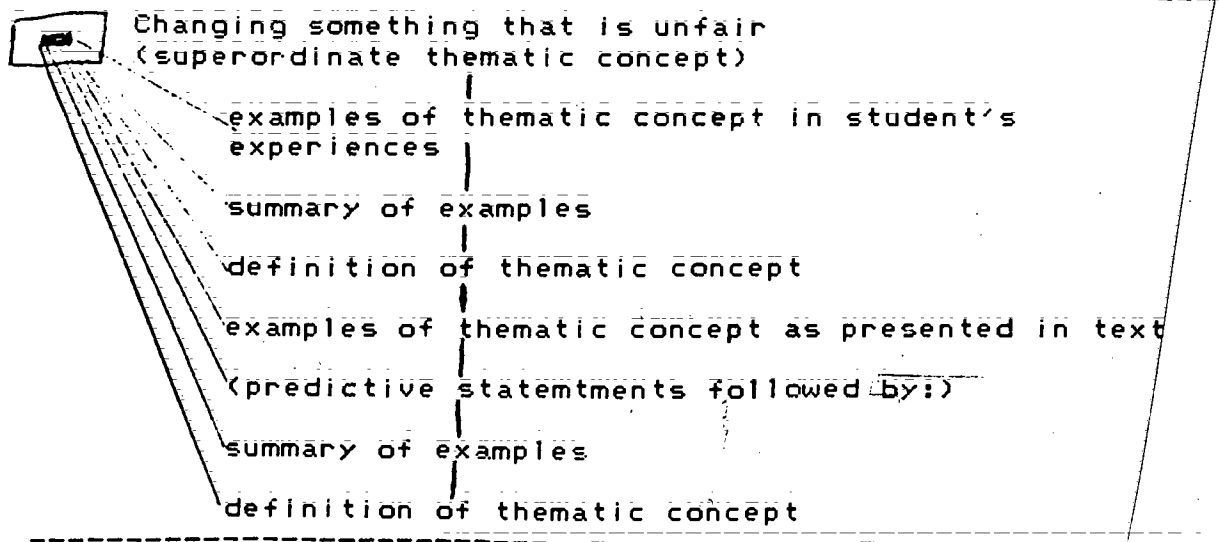 Changing something that is unfair
(superordinate thematic concept)
examples of thematic concept in student's
experiences
summary of examples
definition of thematic concept
examples of thematic concept as presented in text
(predictive statemtments followed by:)
summary of examples
definition of thematic concept